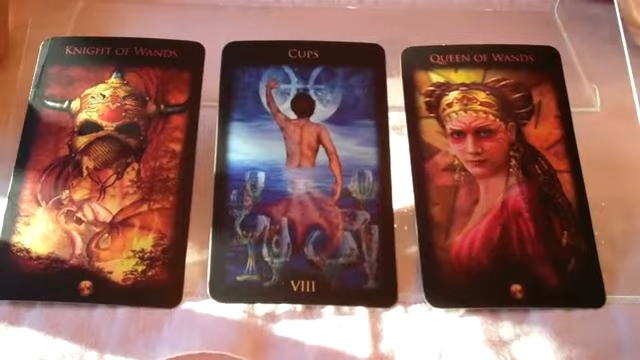 KNIGHT OF WANDS
CUPS
QUEEN OF WANDS
VIII